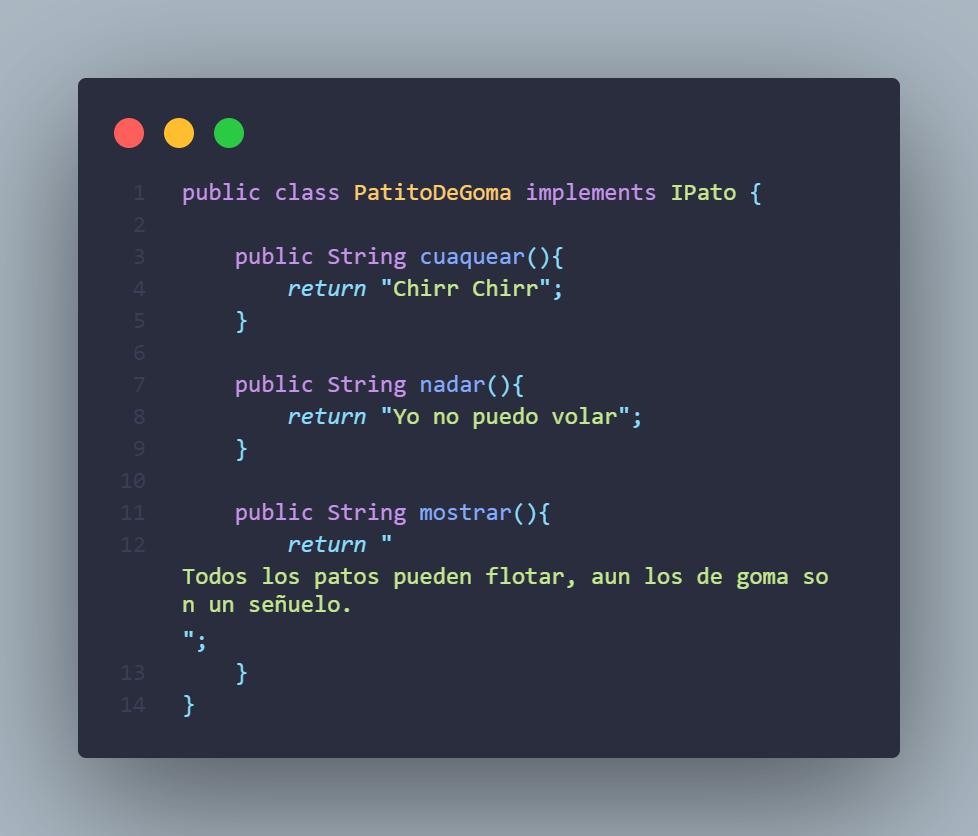 1 public class PatitoDeGoma implements IPato {
2
3     public String cuaquear(){
4         return "Chirr Chirr";
5     }
6
7     public String nadar(){
8         return "Yo no puedo volar";
9     }
10
11     public String mostrar(){
12         return "
Todos los patos pueden flotar, aun los de goma so
n un señuelo.
";
13     }
14 }